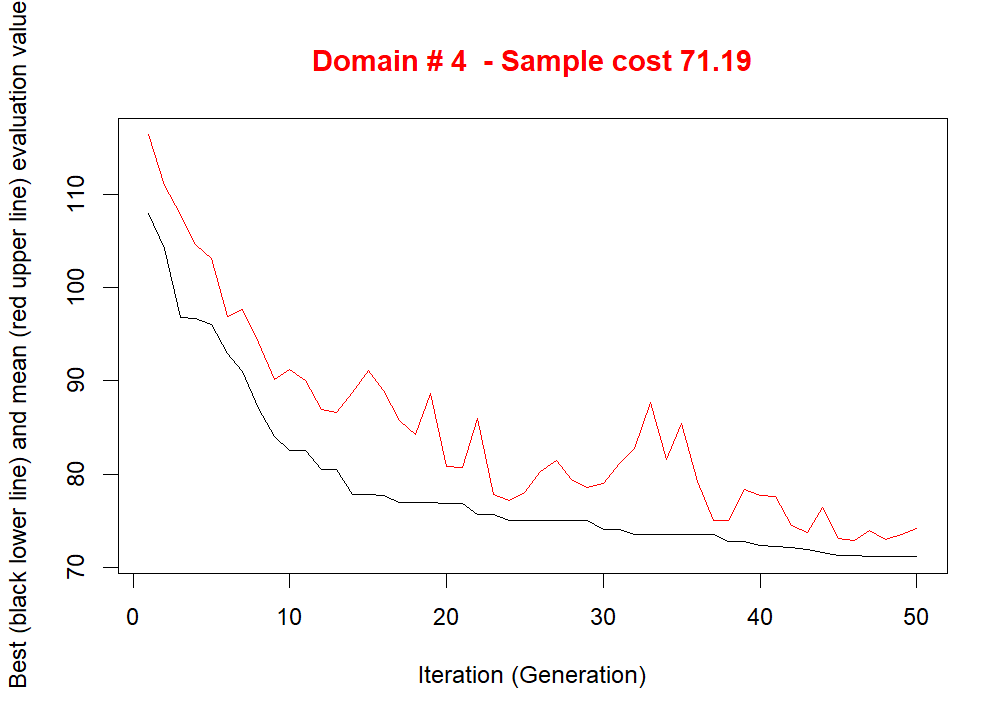 Domain # 4  - Sample cost 71.19
Best (black lower line) and mean (red upper line) evaluation value
110
100
90
80
70
0 10 20 30 40 50
Iteration (Generation)